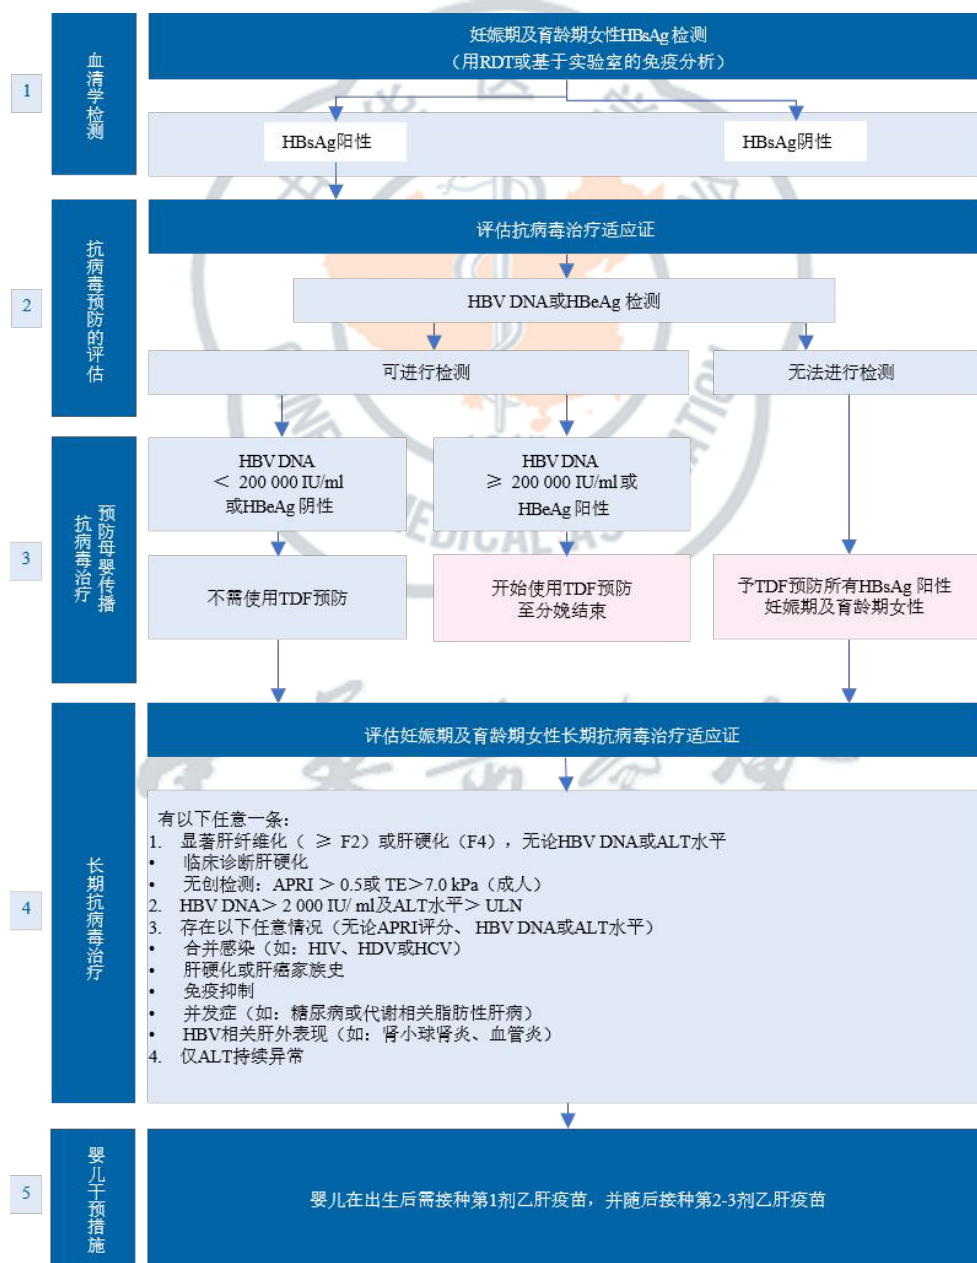 1
血清学检测
妊娠期及育龄期女性HBsAg 检测
（用RDT或基于实验室的免疫分析）
HBsAg阳性
HBsAg阴性
2
抗病毒预防的评估
评估抗病毒治疗适应证
HBV DNA或HBeAg 检测
可进行检测
无法进行检测
3
预防母婴传播
抗病毒治疗
HBV DNA
＜ 200 000 IU/ml
或HBeAg 阴性
HBV DNA
≥ 200 000 IU/ml 或
HBeAg 阳性
不需使用TDF预防
开始使用TDF预防
至分娩结束
予TDF预防所有HBsAg 阳性
妊娠期及育龄期女性
4
长期抗病毒治疗
评估妊娠期及育龄期女性长期抗病毒治疗适应证
有以下任意一条：
1. 显著肝纤维化（ ≥ F2）或肝硬化（F4），无论HBV DNA或ALT水平
• 临床诊断肝硬化
• 无创检测：APRI＞0.5或 TE＞7.0 kPa（成人）
2. HBV DNA＞2 000 IU/ ml及ALT水平＞ULN
3. 存在以下任意情况（无论APRI评分、 HBV DNA或ALT水平）
• 合并感染（如：HIV、HDV或HCV）
• 肝硬化或肝癌家族史
• 免疫抑制
• 并发症（如：糖尿病或代谢相关脂肪性肝病）
• HBV相关肝外表现（如：肾小球肾炎、血管炎）
4. 仅ALT持续异常
5
婴儿干预措施
婴儿在出生后需接种第1剂乙肝疫苗，并随后接种第2-3剂乙肝疫苗